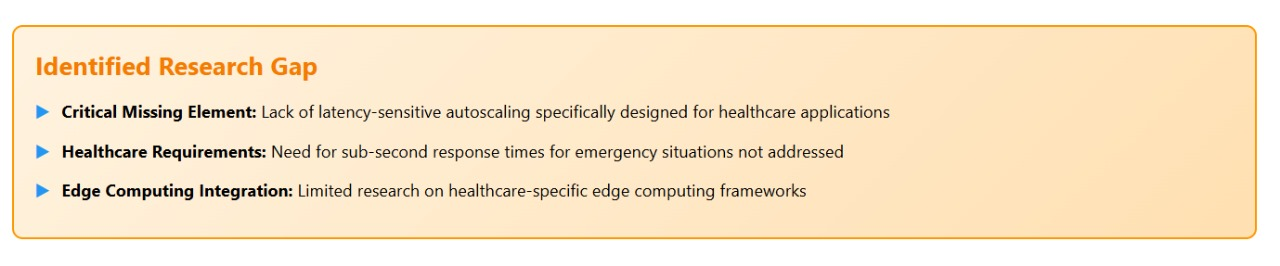 Identified Research Gap
Critical Missing Element: Lack of latency-sensitive autoscaling specifically designed for healthcare applications
Healthcare Requirements: Need for sub-second response times for emergency situations not addressed
Edge Computing Integration: Limited research on healthcare-specific edge computing frameworks